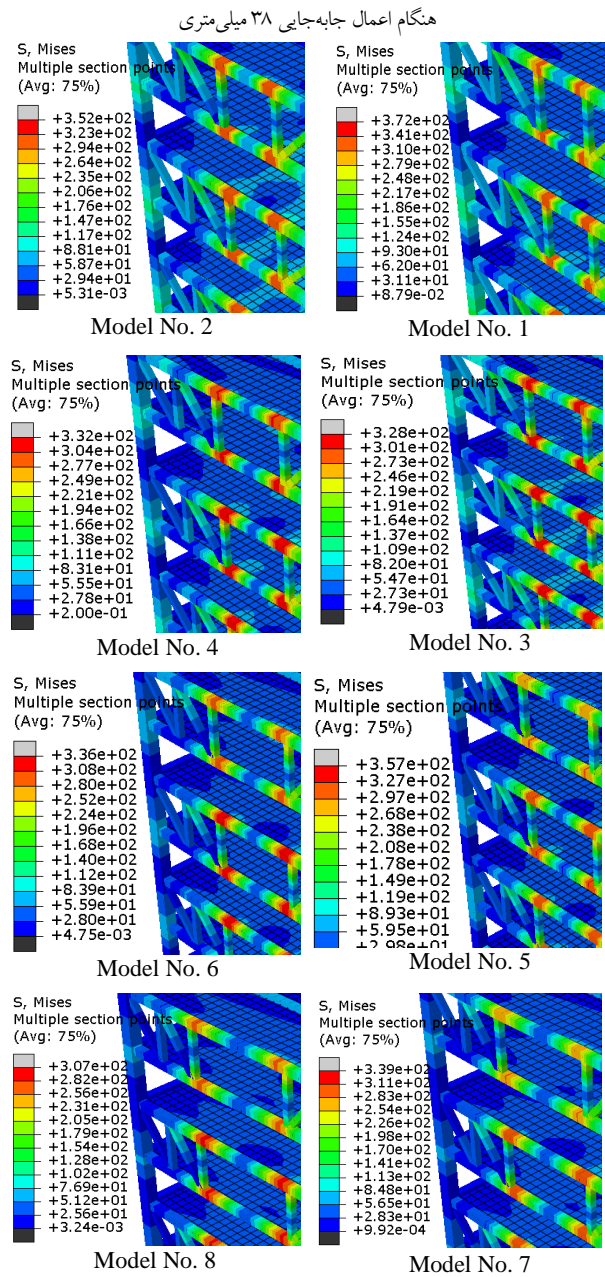 هنگام اعمال جابه‌جایی ۳۸ میلی‌متری
S, Mises
Multiple section points
(Avg: 75%)
+3.52e+02
+3.23e+02
+2.94e+02
+2.64e+02
+2.35e+02
+2.06e+02
+1.76e+02
+1.47e+02
+1.17e+02
+8.81e+01
+5.87e+01
+2.94e+01
+5.31e-03
Model No. 2
S, Mises
Multiple section points
(Avg: 75%)
+3.72e+02
+3.41e+02
+3.10e+02
+2.79e+02
+2.48e+02
+2.17e+02
+1.86e+02
+1.55e+02
+1.24e+02
+9.30e+01
+6.20e+01
+3.11e+01
+8.79e-02
Model No. 1
S, Mises
Multiple section points
(Avg: 75%)
+3.32e+02
+3.04e+02
+2.77e+02
+2.49e+02
+2.21e+02
+1.94e+02
+1.66e+02
+1.38e+02
+1.11e+02
+8.31e+01
+5.55e+01
+2.78e+01
+2.00e-01
Model No. 4
S, Mises
Multiple section points
(Avg: 75%)
+3.28e+02
+3.01e+02
+2.73e+02
+2.46e+02
+2.19e+02
+1.91e+02
+1.64e+02
+1.37e+02
+1.09e+02
+8.20e+01
+5.47e+01
+2.73e+01
+4.79e-03
Model No. 3
S, Mises
Multiple section points
(Avg: 75%)
+3.36e+02
+3.08e+02
+2.80e+02
+2.52e+02
+2.24e+02
+1.96e+02
+1.68e+02
+1.40e+02
+1.12e+02
+8.39e+01
+5.59e+01
+2.80e+01
+4.75e-03
Model No. 6
S, Mises
Multiple section points
(Avg: 75%)
+3.57e+02
+3.27e+02
+2.97e+02
+2.68e+02
+2.38e+02
+2.08e+02
+1.78e+02
+1.49e+02
+1.19e+02
+8.93e+01
+5.95e+01
+2.98e+01
Model No. 5
S, Mises
Multiple section points
(Avg: 75%)
+3.07e+02
+2.82e+02
+2.56e+02
+2.31e+02
+2.05e+02
+1.79e+02
+1.54e+02
+1.28e+02
+1.02e+02
+7.69e+01
+5.12e+01
+2.56e+01
+3.24e-03
Model No. 8
S, Mises
Multiple section points
(Avg: 75%)
+3.39e+02
+3.11e+02
+2.83e+02
+2.54e+02
+2.26e+02
+1.98e+02
+1.70e+02
+1.41e+02
+1.13e+02
+8.48e+01
+5.65e+01
+2.83e+01
+9.92e-04
Model No. 7